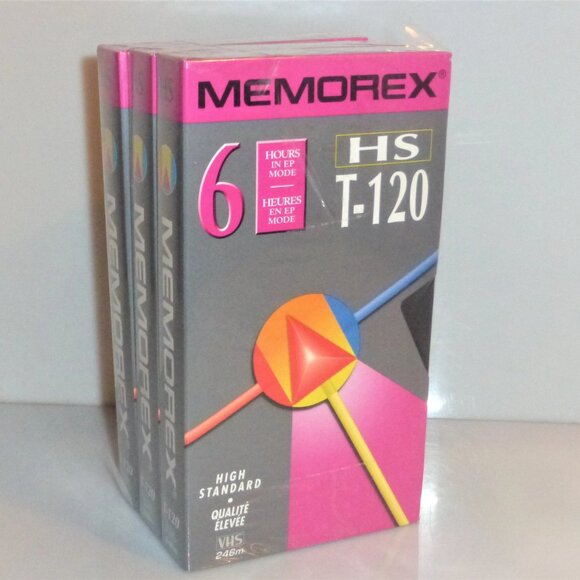 MEMOREX®
6
HOURS
IN EP
MODE
HEURES
EN EP
MODE
HS
T-120
HIGH
STANDARD
•
QUALITÉ
ÉLEVÉE
VHS
246m
MEMOREX
T-120
MEMOREX
MEMOREX